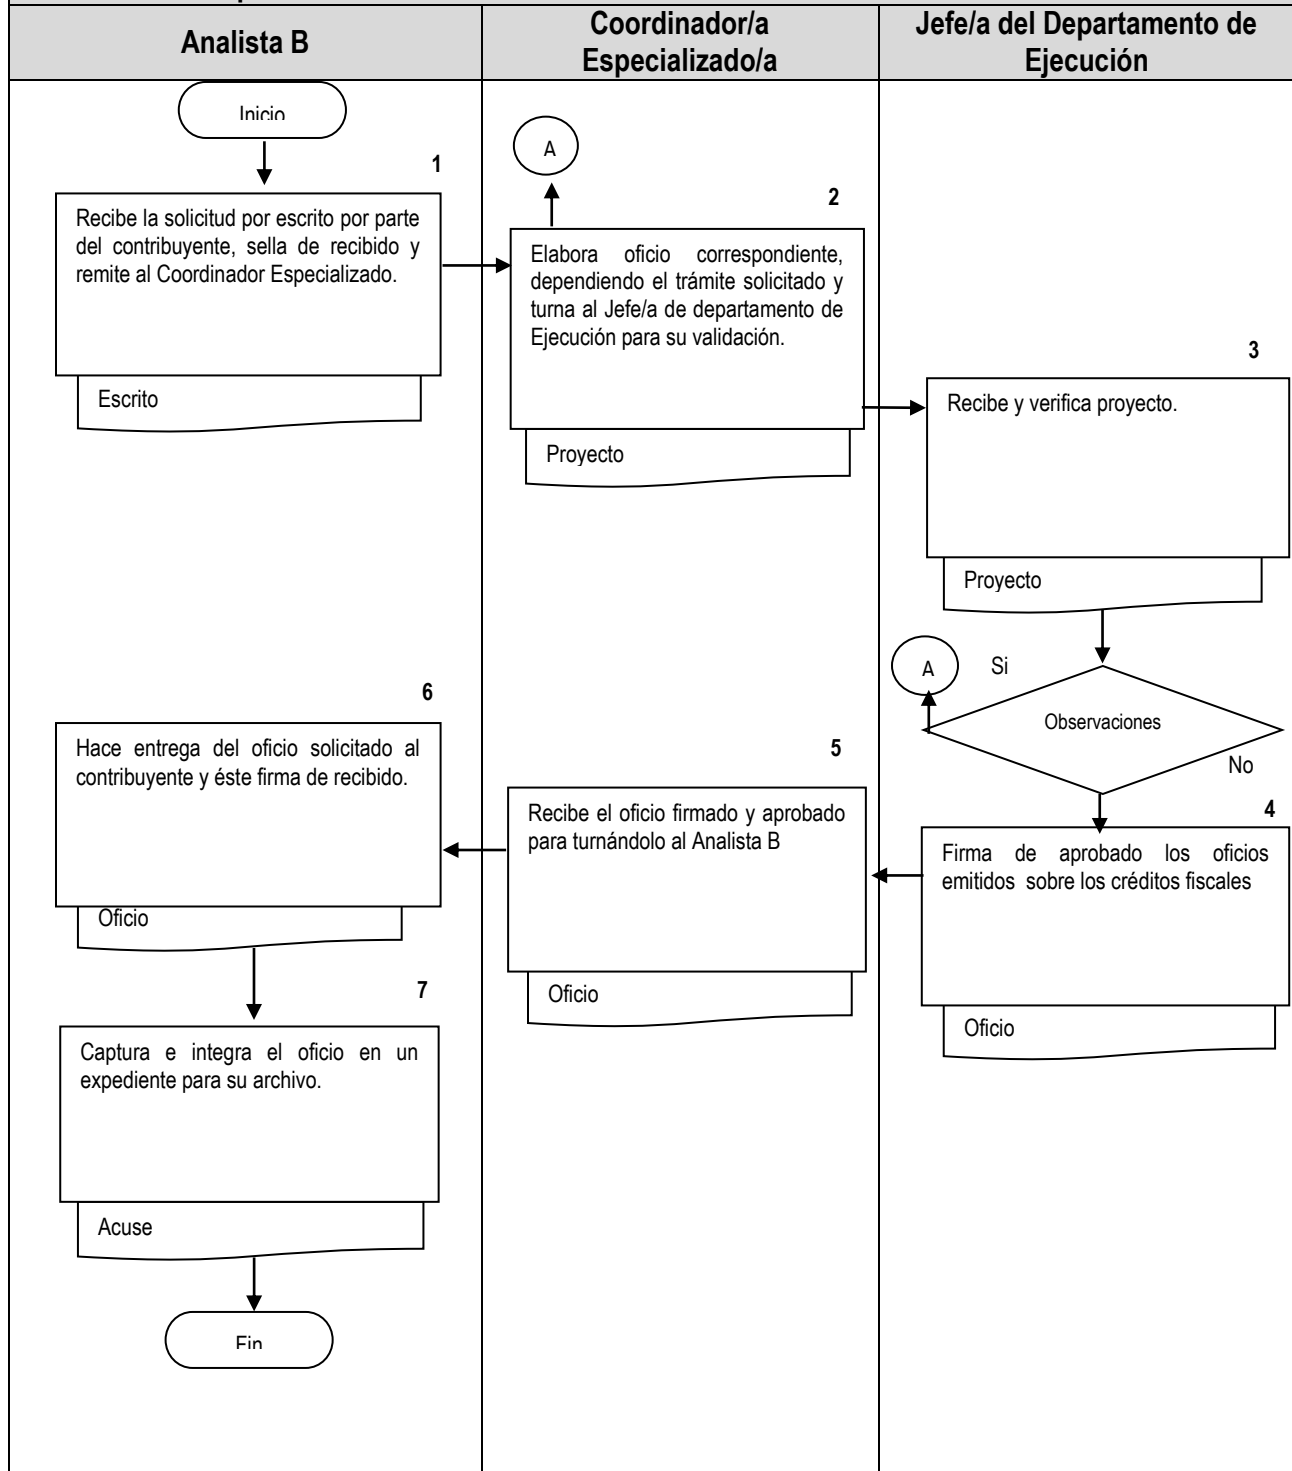 Analista B
Coordinador/a
Especializado/a
Jefe/a del Departamento de
Ejecución
Inicio
1
Recibe la solicitud por escrito por parte
del contribuyente, sella de recibido y
remite al Coordinador Especializado.
Escrito
A
2
Elabora oficio correspondiente,
dependiendo el trámite solicitado y
turna al Jefe/a de departamento de
Ejecución para su validación.
Proyecto
3
Recibe y verifica proyecto.
Proyecto
A
Si
Observaciones
No
4
Firma de aprobado los oficios
emitidos sobre los créditos fiscales
Oficio
5
Recibe el oficio firmado y aprobado
para turnándolo al Analista B
Oficio
6
Hace entrega del oficio solicitado al
contribuyente y éste firma de recibido.
Oficio
7
Captura e integra el oficio en un
expediente para su archivo.
Acuse
Fin